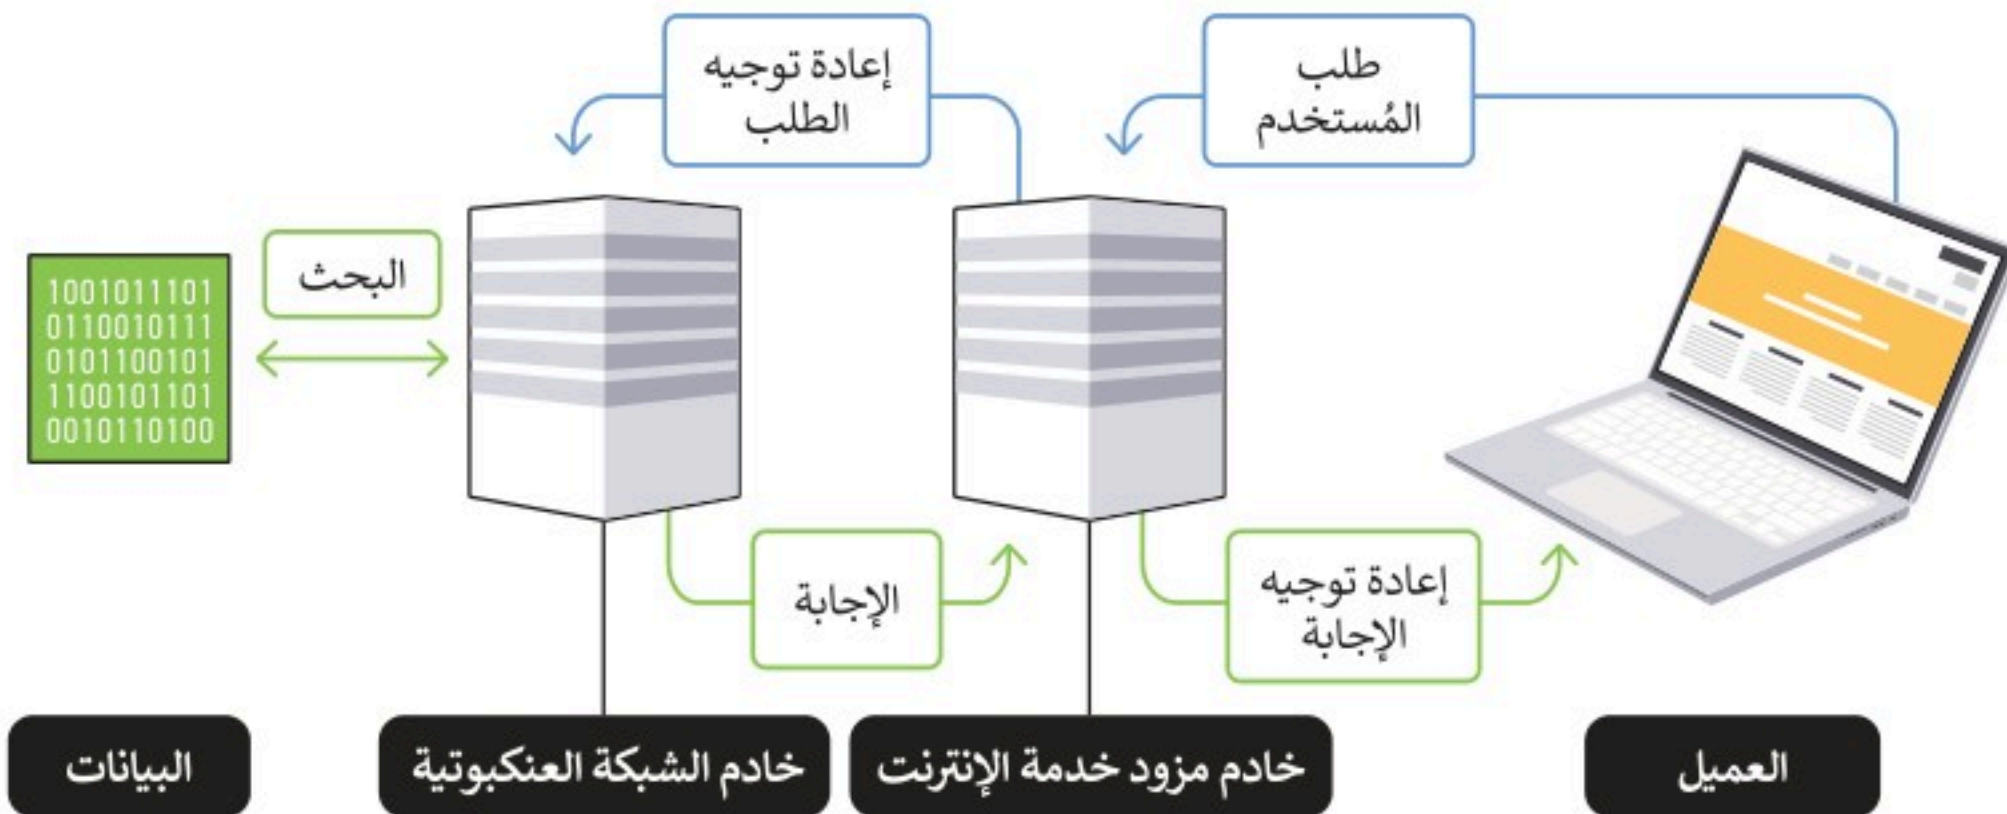 طلب
المُستخدم
إعادة توجيه
الطلب
البحث
1001011101
0110010111
0101100101
1100101101
0010110100
الإجابة
إعادة توجيه
الإجابة
العميل
خادم مزود خدمة الإنترنت
خادم الشبكة العنكبوتية
البيانات